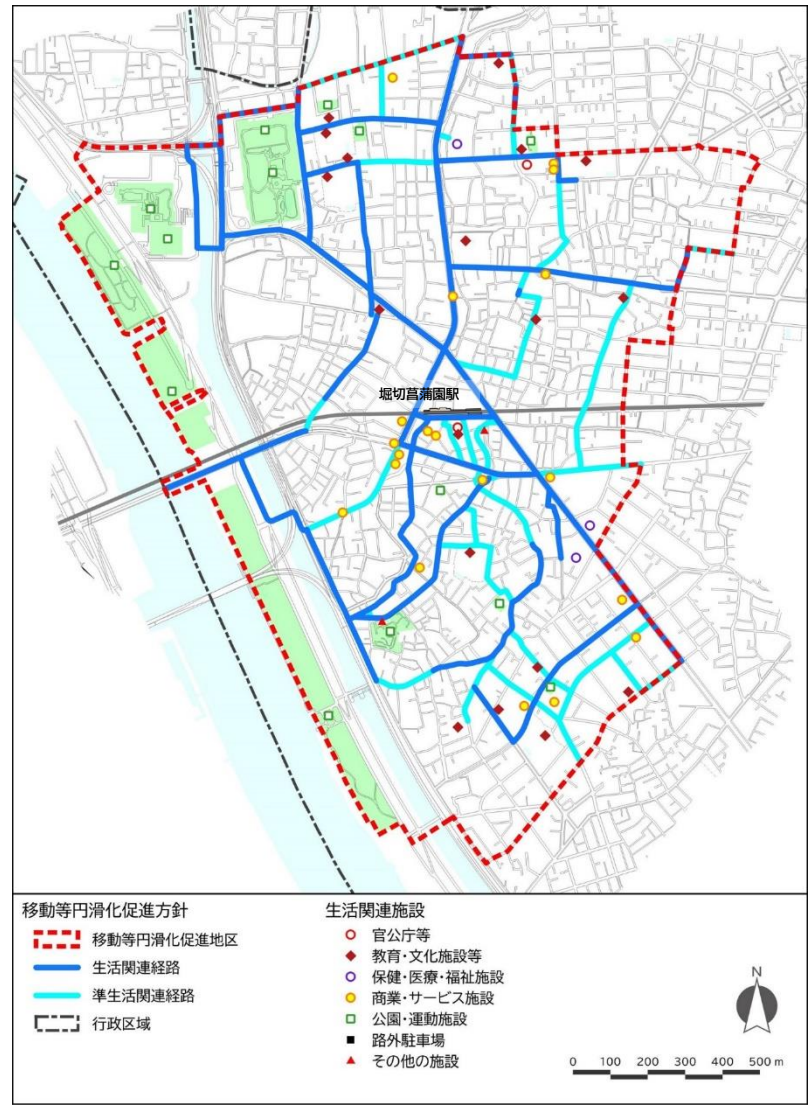 堀切菖蒲園駅
移動等円滑化促進方針
移動等円滑化促進地区
生活関連経路
準生活関連経路
行政区域
生活関連施設
官公庁等
教育・文化施設等
保健・医療・福祉施設
商業・サービス施設
公園・運動施設
路外駐車場
その他の施設
N
0 100 200 300 400 500 m